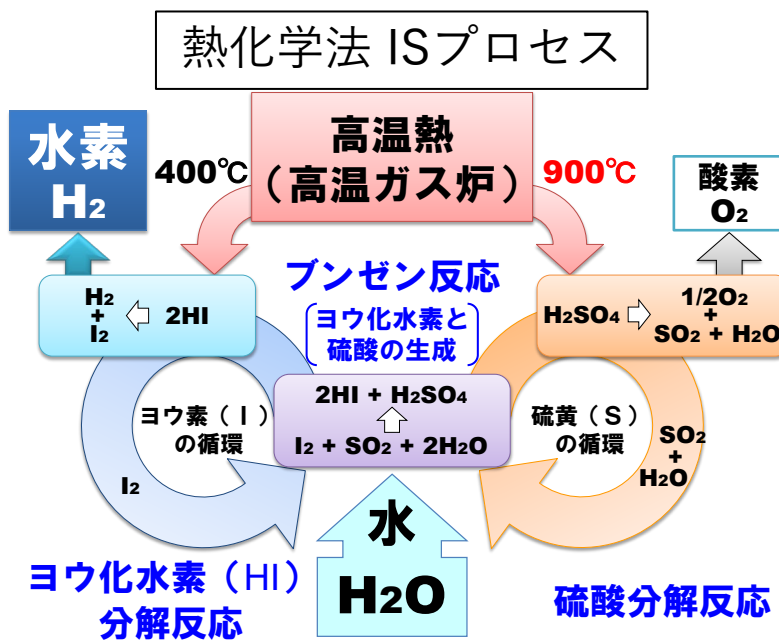 熱化学法 ISプロセス
水素
H₂
400℃
高温熱
（高温ガス炉）
900℃
酸素
O₂
H₂
+
I₂
2HI
ブンゼン反応
ヨウ化水素と
硫酸の生成
H₂SO₄
1/2O₂
+
SO₂ + H₂O
ヨウ素（I）
の循環
I₂
2HI + H₂SO₄
I₂ + SO₂ + 2H₂O
硫黄（S）
の循環
SO₂
+
H₂O
水
H₂O
ヨウ化水素（HI）
分解反応
硫酸分解反応